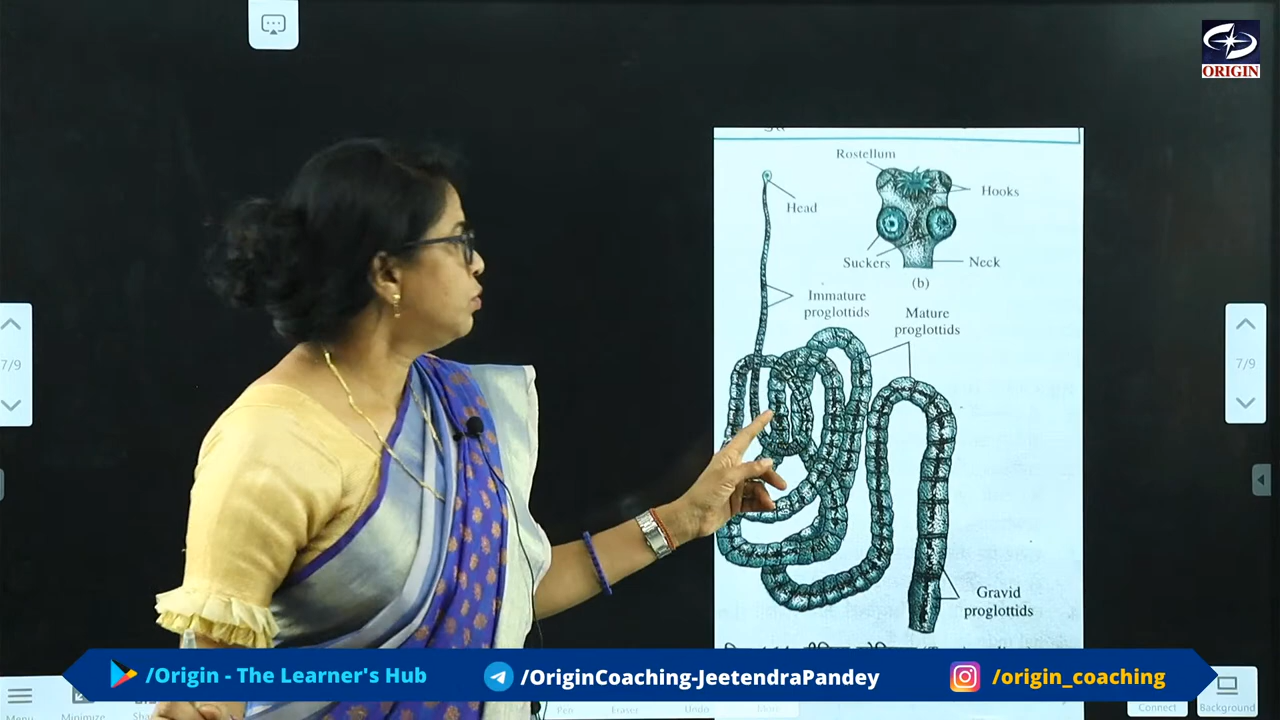 ORIGIN
Rostellum
Hooks
Head
Suckers
Neck
(b)
Immature
proglottids
Mature
proglottids
7/9
7/9
Gravid
proglottids
/Origin - The Learner's Hub
/OriginCoaching-JeetendraPandey
/origin_coaching
Menu
Minimize
Pen
Eraser
Undo
Connect
Background